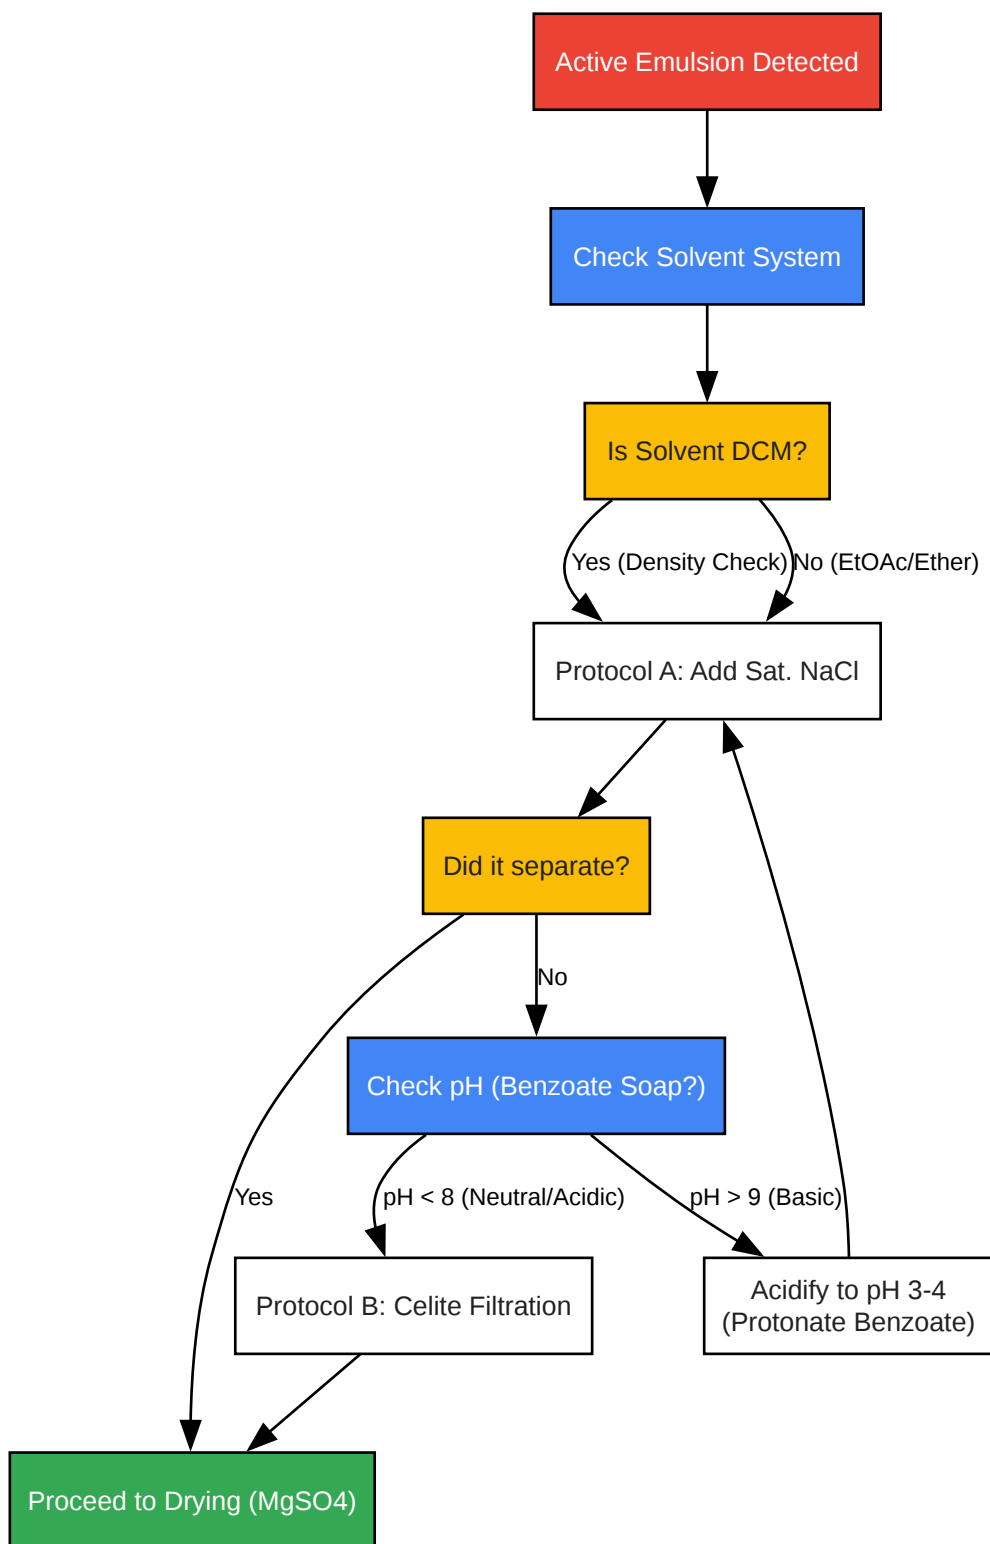 Active Emulsion Detected
Check Solvent System
Is Solvent DCM?
Yes (Density Check)
No (EtOAc/Ether)
Protocol A: Add Sat. NaCl
Did it separate?
No
Check pH (Benzoate Soap?)
Yes
pH < 8 (Neutral/Acidic)
pH > 9 (Basic)
Protocol B: Celite Filtration
Acidify to pH 3-4
(Protonate Benzoate)
Proceed to Drying (MgSO4)